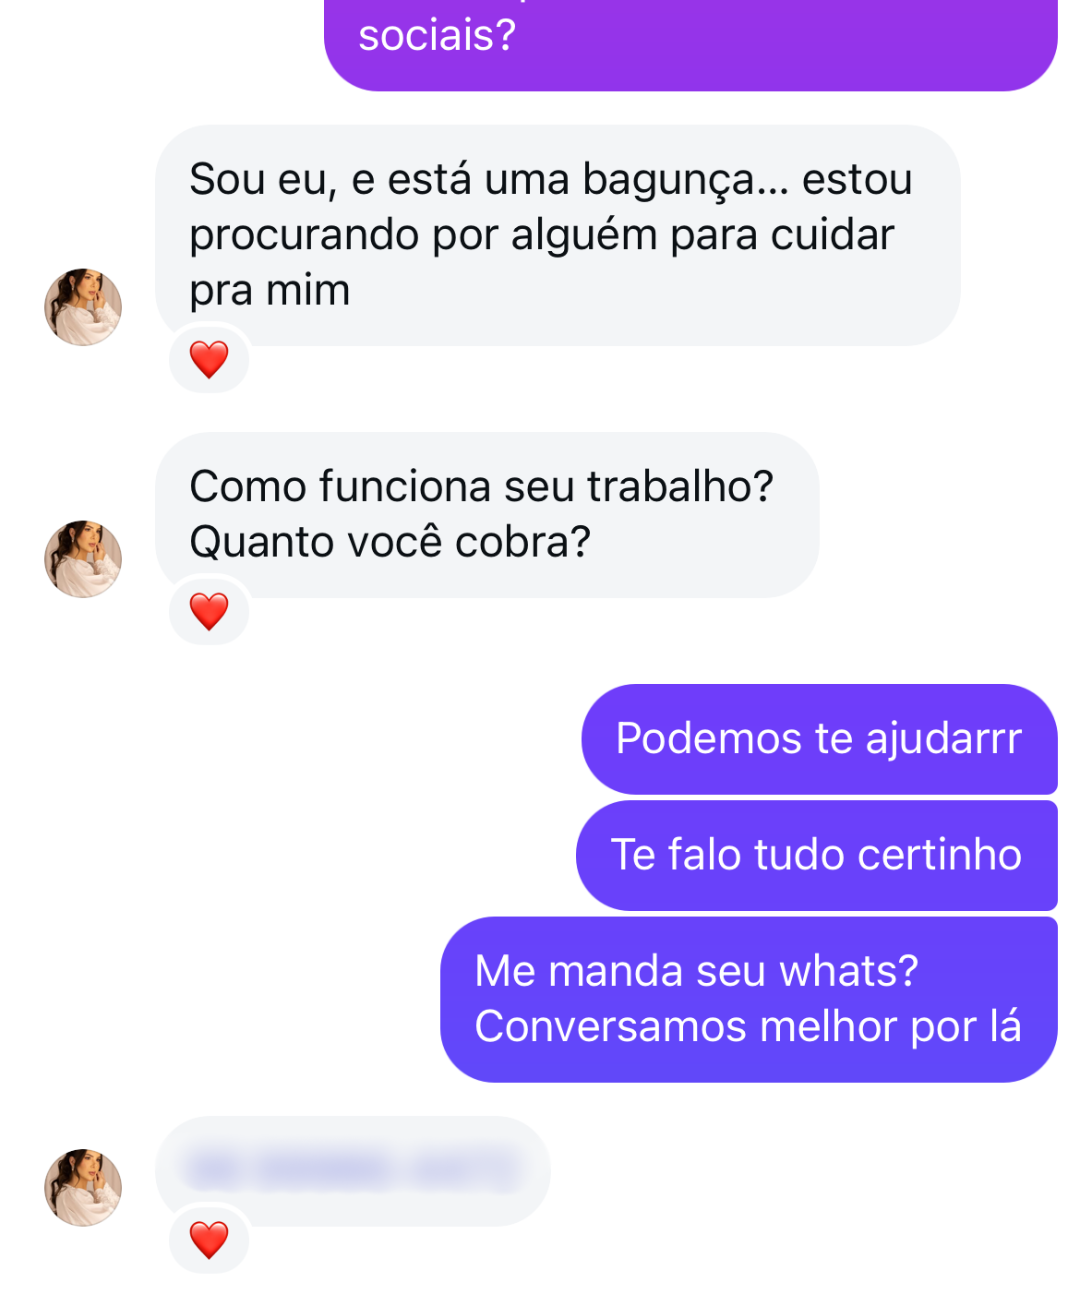 sociais?
Sou eu, e está uma bagunça... estou
procurando por alguém para cuidar
pra mim
Como funciona seu trabalho?
Quanto você cobra?
Podemos te ajudarrr
Te falo tudo certinho
Me manda seu whats?
Conversamos melhor por lá